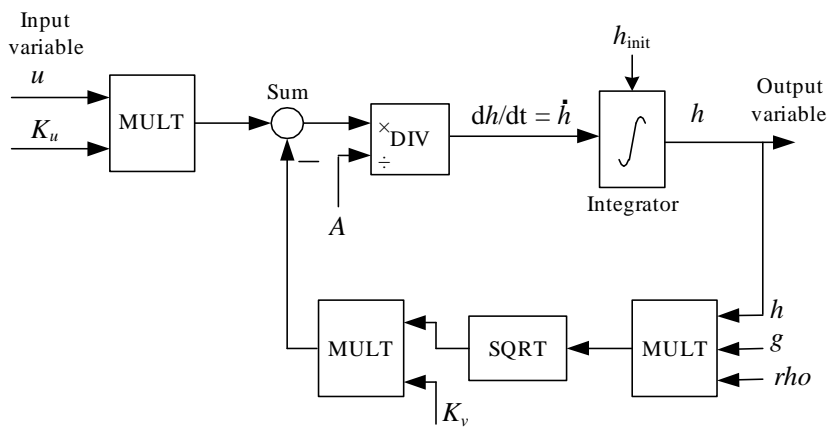 Input
variable
u
K_u
MULT
Sum
−
×
DIV
÷
A
dh/dt = ḣ
h_init
Integrator
h
Output
variable
MULT
K_v
SQRT
MULT
h
g
rho